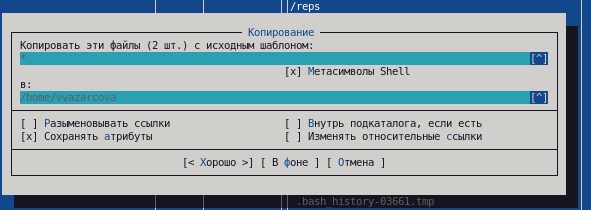 /reps
Копирование
Копировать эти файлы (2 шт.) с исходным шаблоном:
* [^]
[x] Метасимволы Shell
в:
/home/vvazarcova [^]
[ ] Разыменовывать ссылки [ ] Внутрь подкаталога, если есть
[x] Сохранять атрибуты [ ] Изменять относительные ссылки
[< Хорошо >] [ В фоне ] [ Отмена ]
.bash_history-03661.tmp